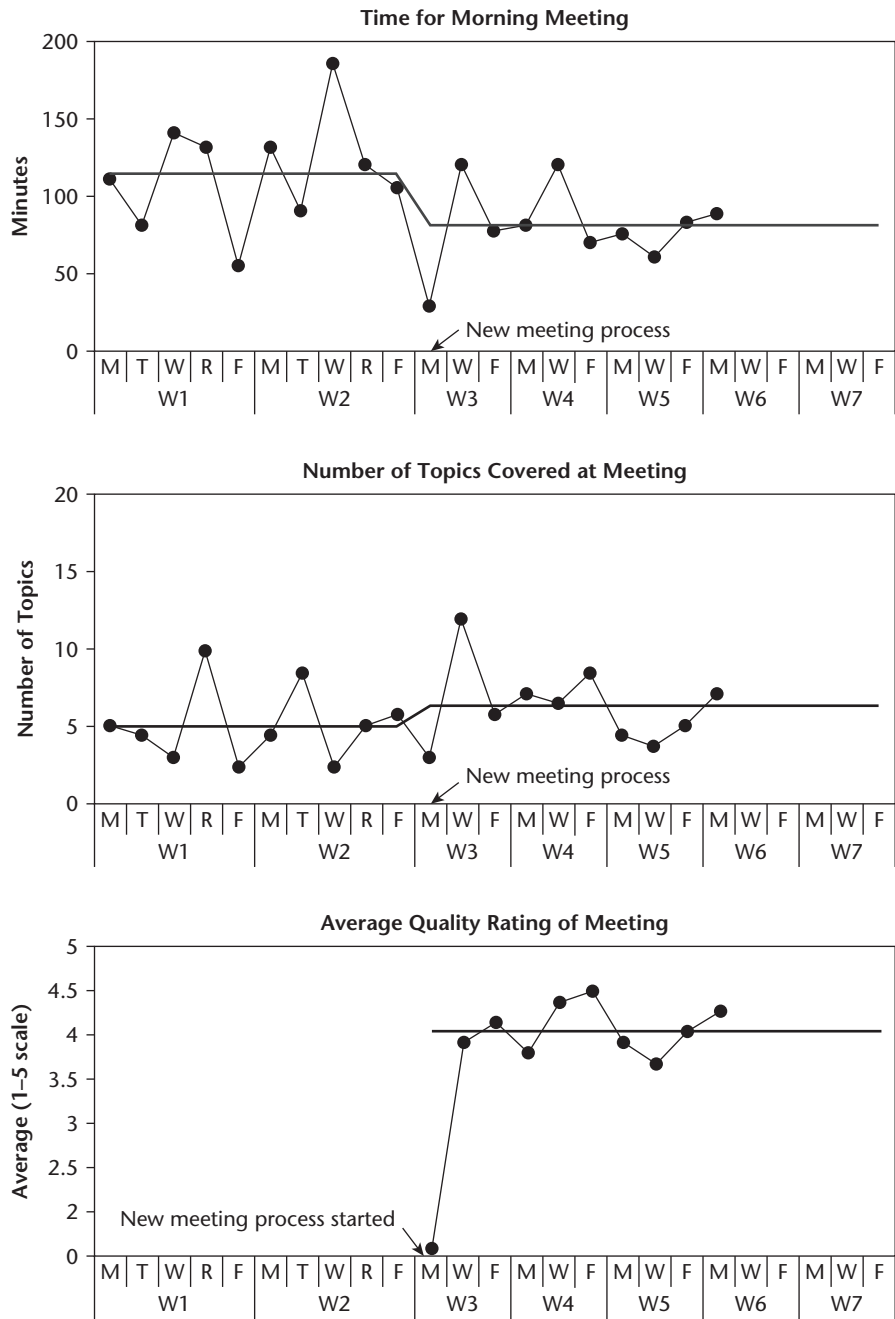 Time for Morning Meeting
200
150
100
50
0
Minutes
New meeting process
M T W R F M T W R F M W F M W F M W F M W F M W F
W1 W2 W3 W4 W5 W6 W7
Number of Topics Covered at Meeting
20
15
10
5
0
Number of Topics
New meeting process
M T W R F M T W R F M W F M W F M W F M W F M W F
W1 W2 W3 W4 W5 W6 W7
Average Quality Rating of Meeting
5
4.5
4
3.5
3
2.5
2
0
Average (1–5 scale)
New meeting process started
M T W R F M T W R F M W F M W F M W F M W F M W F
W1 W2 W3 W4 W5 W6 W7